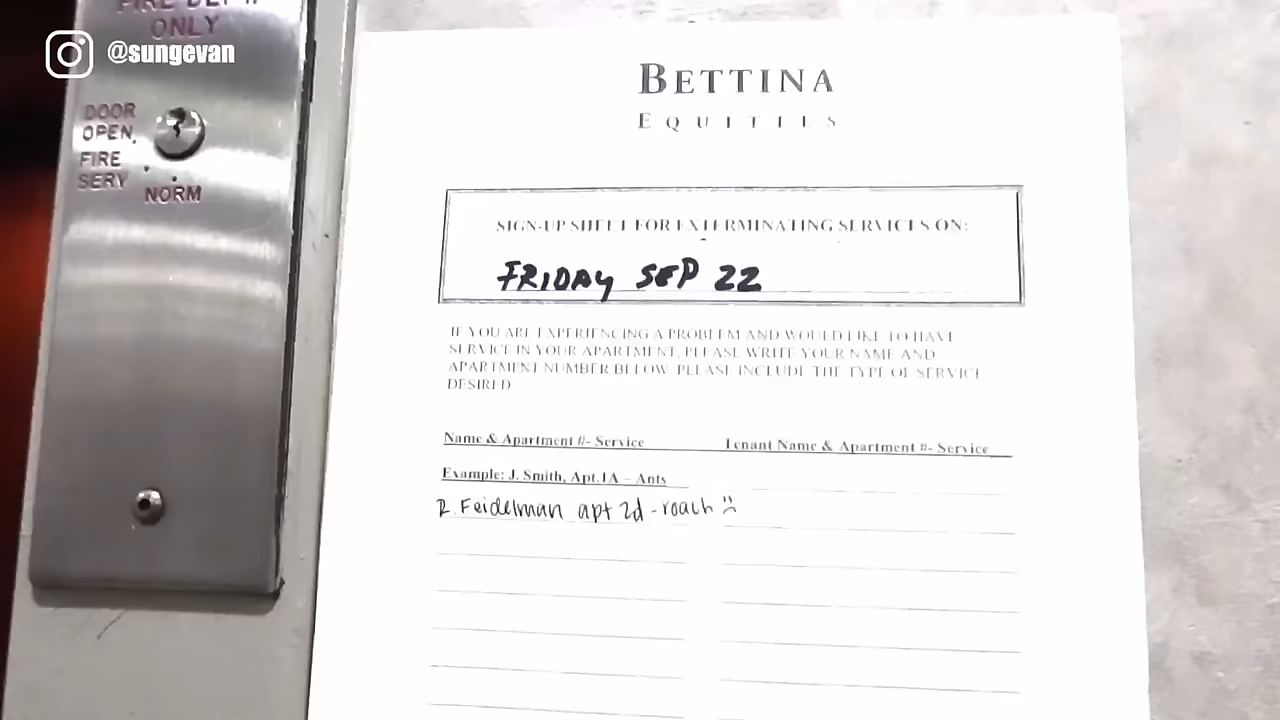 FIRE DEP'T
ONLY
@sungevan
DOOR
OPEN
FIRE
SERV
NORM
BETTINA
EQUITIES
SIGN-UP SHEET FOR EXTERMINATING SERVICES ON:
FRIDAY SEP 22
IF YOU ARE EXPERIENCING A PROBLEM AND WOULD LIKE TO HAVE
SERVICE IN YOUR APARTMENT, PLEASE WRITE YOUR NAME AND
APARTMENT NUMBER BELOW. PLEASE INCLUDE THE TYPE OF SERVICE
DESIRED
Name & Apartment #- Service
Tenant Name & Apartment #- Service
Example: J. Smith, Apt.1A – Ants
R. Feidelman apt 2d - roach :(